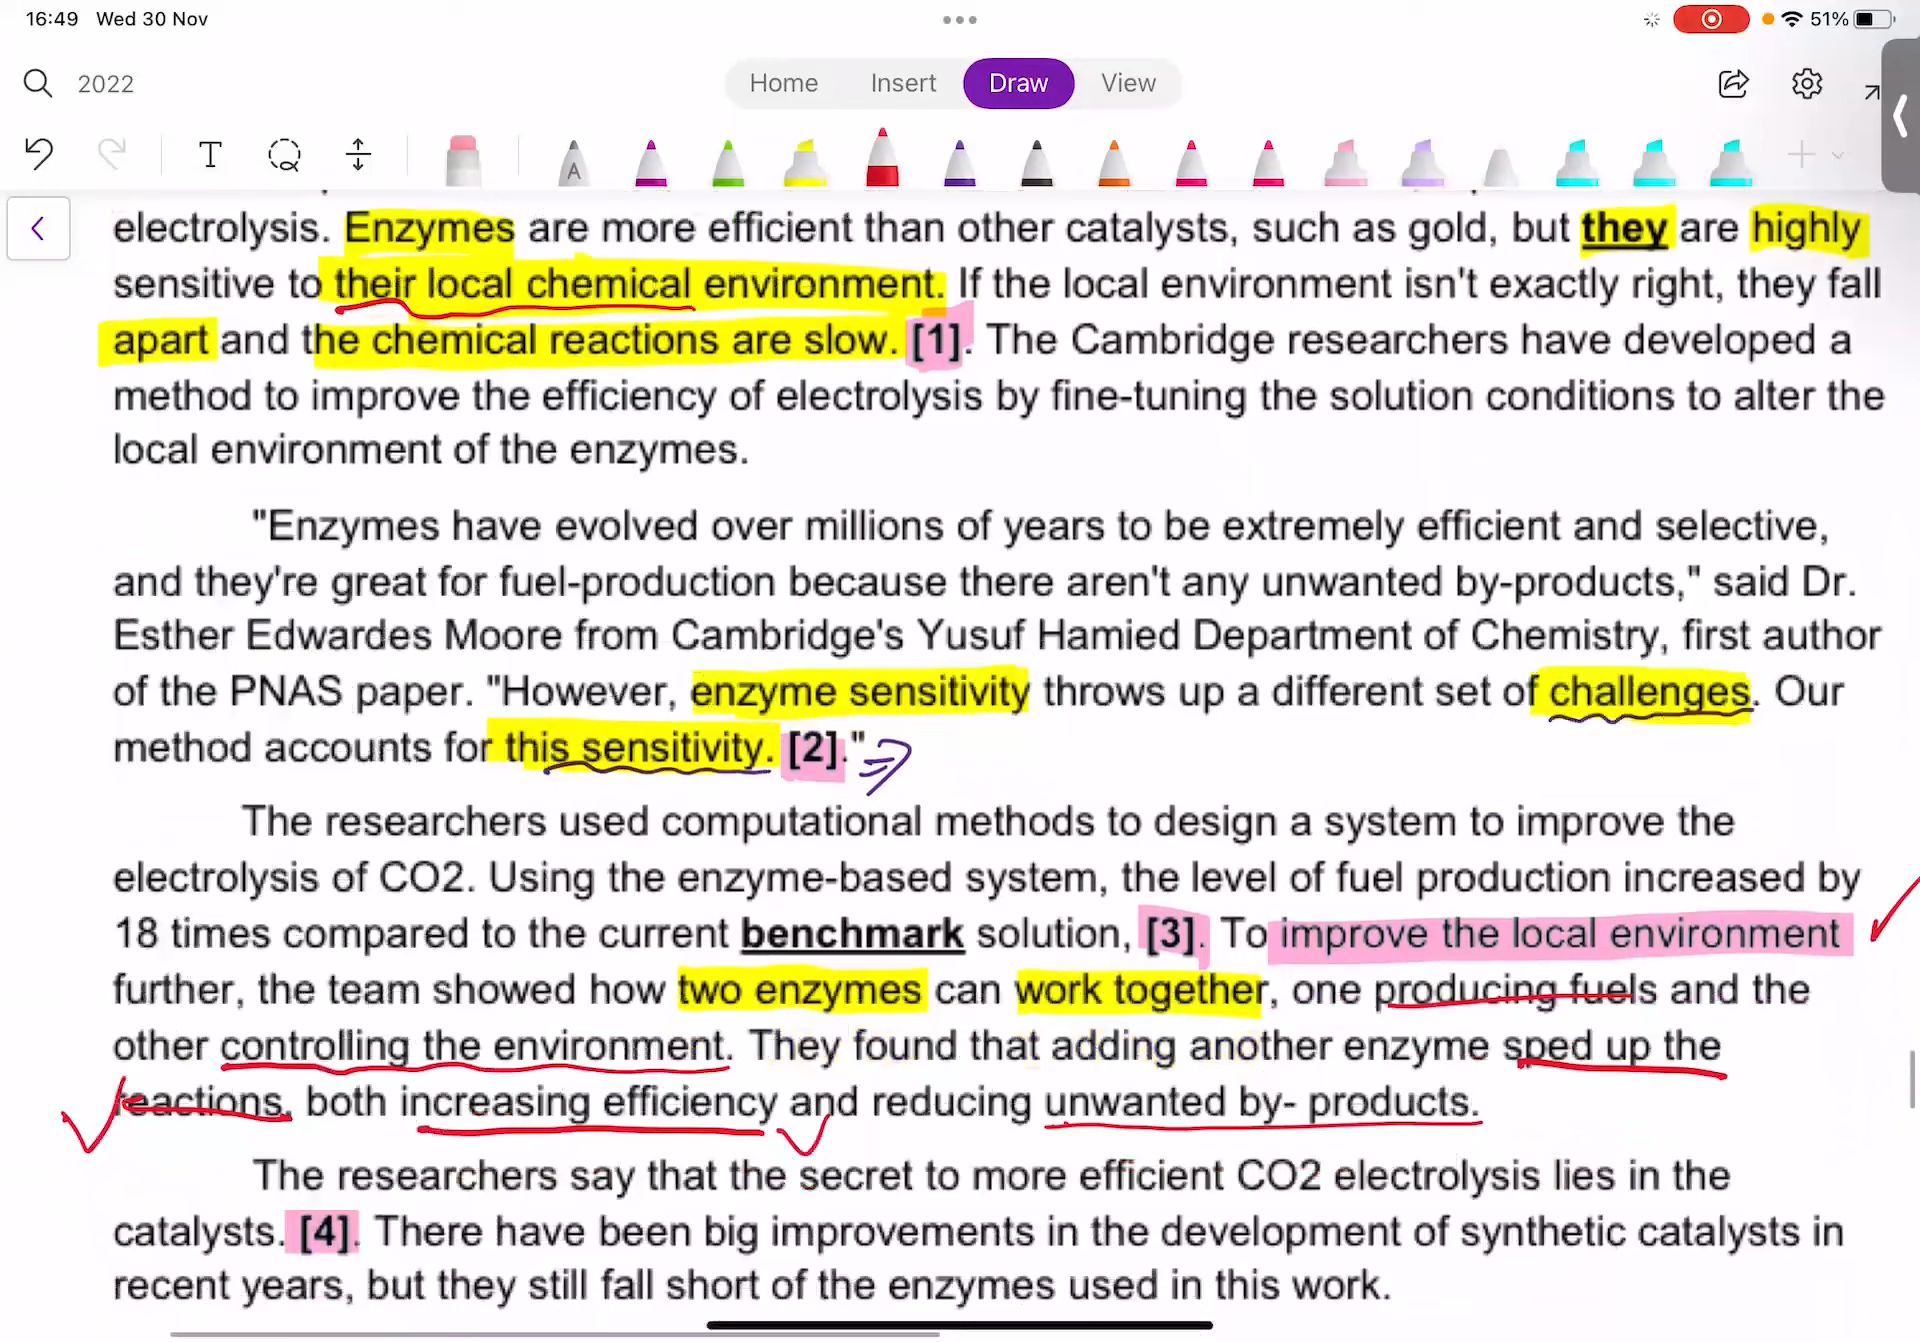 16:49 Wed 30 Nov
51%
2022
Home Insert Draw View
T
A
electrolysis. Enzymes are more efficient than other catalysts, such as gold, but they are highly
sensitive to their local chemical environment. If the local environment isn't exactly right, they fall
apart and the chemical reactions are slow. [1]. The Cambridge researchers have developed a
method to improve the efficiency of electrolysis by fine-tuning the solution conditions to alter the
local environment of the enzymes.
"Enzymes have evolved over millions of years to be extremely efficient and selective,
and they're great for fuel-production because there aren't any unwanted by-products," said Dr.
Esther Edwardes Moore from Cambridge's Yusuf Hamied Department of Chemistry, first author
of the PNAS paper. "However, enzyme sensitivity throws up a different set of challenges. Our
method accounts for this sensitivity. [2]."
The researchers used computational methods to design a system to improve the
electrolysis of CO2. Using the enzyme-based system, the level of fuel production increased by
18 times compared to the current benchmark solution, [3]. To improve the local environment
further, the team showed how two enzymes can work together, one producing fuels and the
other controlling the environment. They found that adding another enzyme sped up the
reactions, both increasing efficiency and reducing unwanted by- products.
The researchers say that the secret to more efficient CO2 electrolysis lies in the
catalysts. [4]. There have been big improvements in the development of synthetic catalysts in
recent years, but they still fall short of the enzymes used in this work.